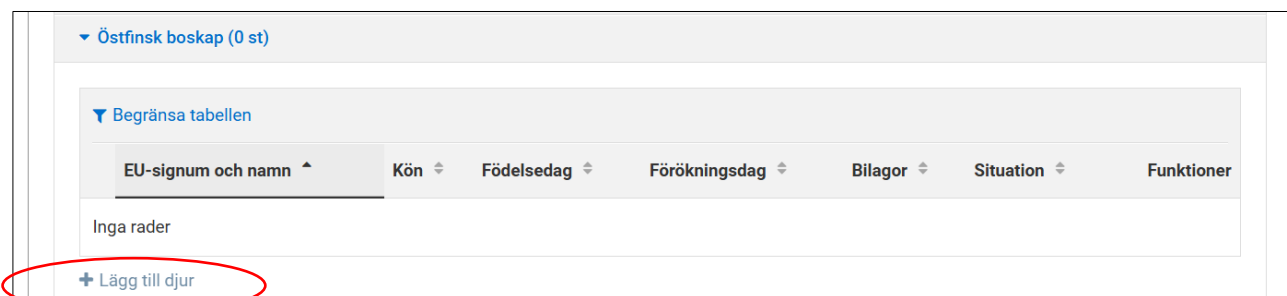 Östfinsk boskap (0 st)
Begränsa tabellen
EU-signum och namn Kön Födelsedag Förökningsdag Bilagor Situation Funktioner
Inga rader
+ Lägg till djur